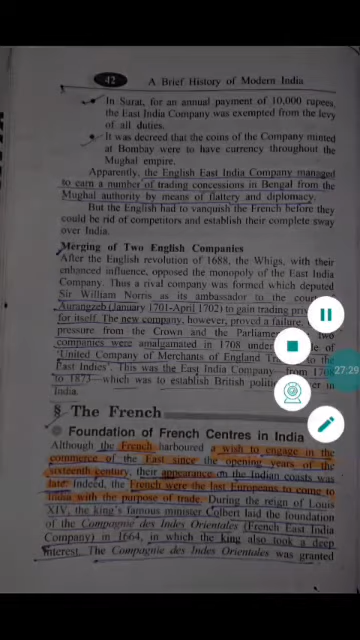 42
A Brief History of Modern India
In Surat, for an annual payment of 10,000 rupees,
the East India Company was exempted from the levy
of all duties.
It was decreed that the coins of the Company minted
at Bombay were to have currency throughout the
Mughal empire.
Apparently, the English East India Company managed
to earn a number of trading concessions in Bengal from the
Mughal authority by means of flattery and diplomacy.
But the English had to vanquish the French before they
could be rid of competitors and establish their complete sway
over India.
Merging of Two English Companies
After the English revolution of 1688, the Whigs, with their
enhanced influence, opposed the monopoly of the East India
Company. Thus a rival company was formed which deputed
Sir William Norris as its ambassador to the
Aurangzeb (January 1701-April 1702) to gain trading
for itself. The new company, however, proved a failure.
pressure from the Crown and the
companies were amalgamated in 1708 under
'United Company of Merchants of England to the
East Indies'. This was the East India Company—from
to 1873—which was to establish British in
India.
§ The French
Foundation of French Centres in India
Although the French harboured a wish to engage in the
commerce of the East since the opening years of the
sixteenth century, their appearance on the Indian coasts was
late. Indeed, the French were the last Europeans to come to
India with the purpose of trade. During the reign of Louis
XIV, the king's famous minister Colbert laid the foundation
of the Compagnie des Indes Orientales (French East India
Company) in 1664, in which the king also took a deep
interest. The Compagnie des Indes Orientales was granted
27:29